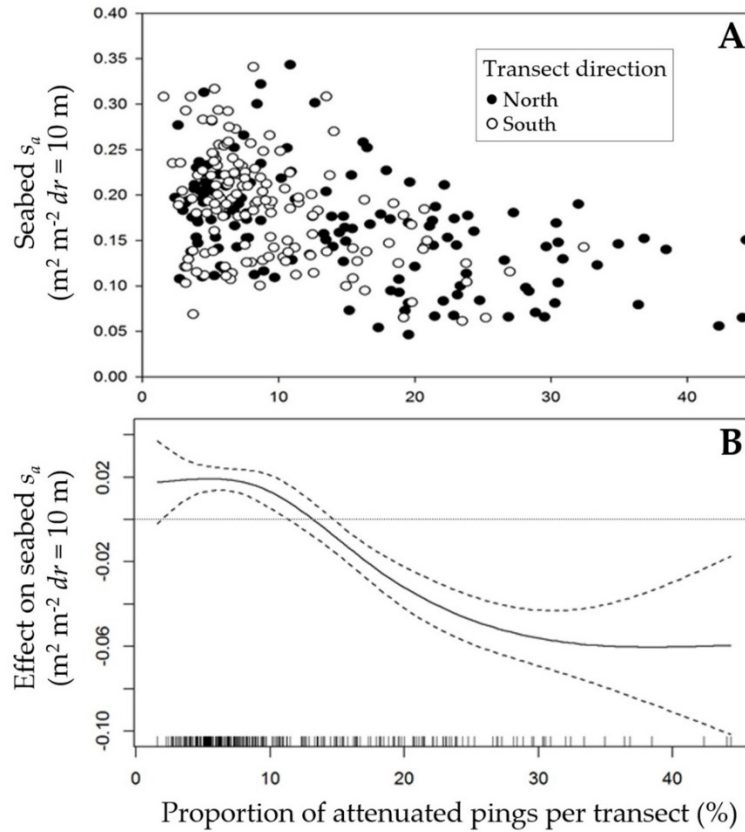 A
0.40
0.35
0.30
0.25
0.20
0.15
0.10
0.05
0.00
Seabed sₐ
(m² m⁻² dr = 10 m)
Transect direction
● North
○ South
0 10 20 30 40
B
0.02
-0.02
-0.06
-0.10
Effect on seabed sₐ
(m² m⁻² dr = 10 m)
0 10 20 30 40
Proportion of attenuated pings per transect (%)